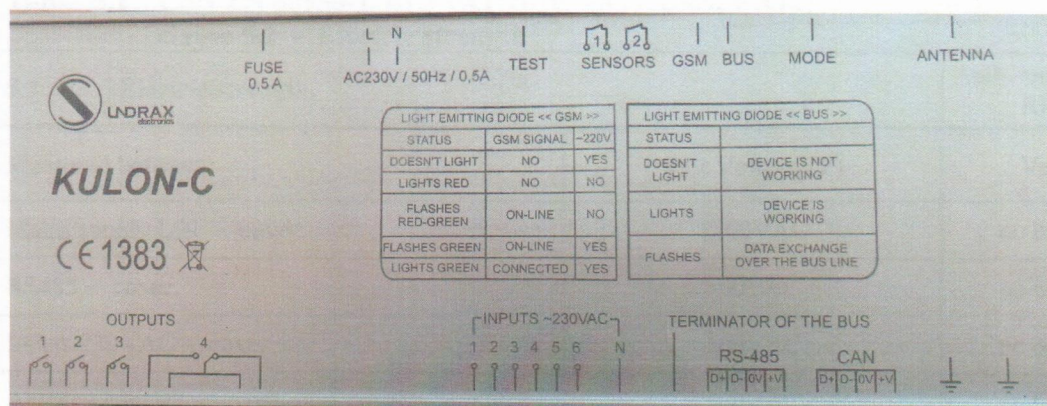 L N
1 2
FUSE
0.5 A
AC230V / 50Hz / 0,5A
TEST
SENSORS
GSM
BUS
MODE
ANTENNA
SUNDRAX
electronics
KULON-C
CE 1383
LIGHT EMITTING DIODE << GSM >>
STATUS GSM SIGNAL ~220V
DOESN'T LIGHT NO YES
LIGHTS RED NO NO
FLASHES
RED-GREEN ON-LINE NO
FLASHES GREEN ON-LINE YES
LIGHTS GREEN CONNECTED YES
LIGHT EMITTING DIODE << BUS >>
STATUS
DOESN'T
LIGHT
DEVICE IS NOT
WORKING
LIGHTS
DEVICE IS
WORKING
FLASHES
DATA EXCHANGE
OVER THE BUS LINE
OUTPUTS
1 2 3 4
INPUTS ~230VAC
1 2 3 4 5 6 N
TERMINATOR OF THE BUS
RS-485
D+ D- 0V +V
CAN
D+ D- 0V +V